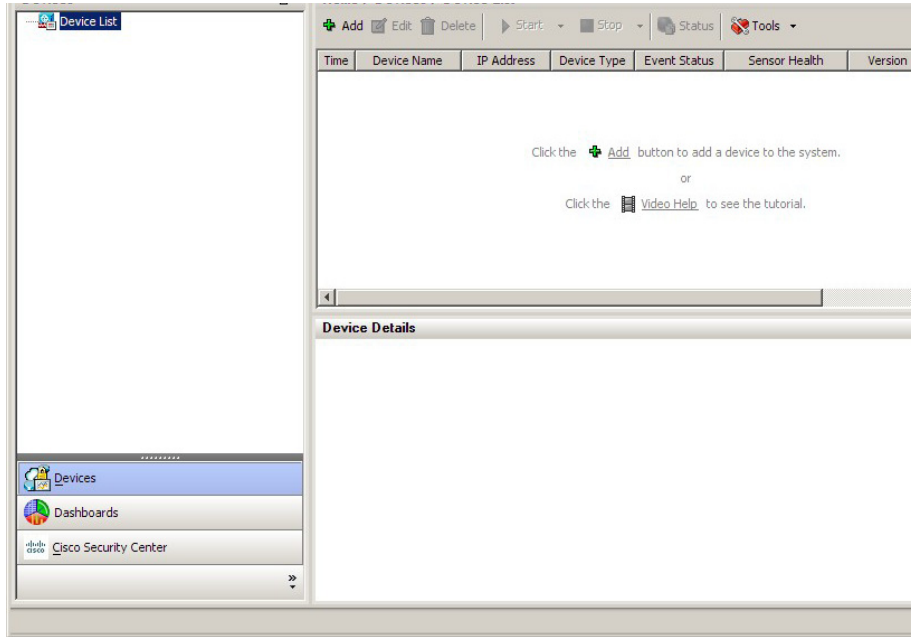 Device List
Add Edit Delete Start Stop Status Tools
Time Device Name IP Address Device Type Event Status Sensor Health Version
Click the Add button to add a device to the system.
or
Click the Video Help to see the tutorial.
Device Details
Devices
Dashboards
cisco Cisco Security Center